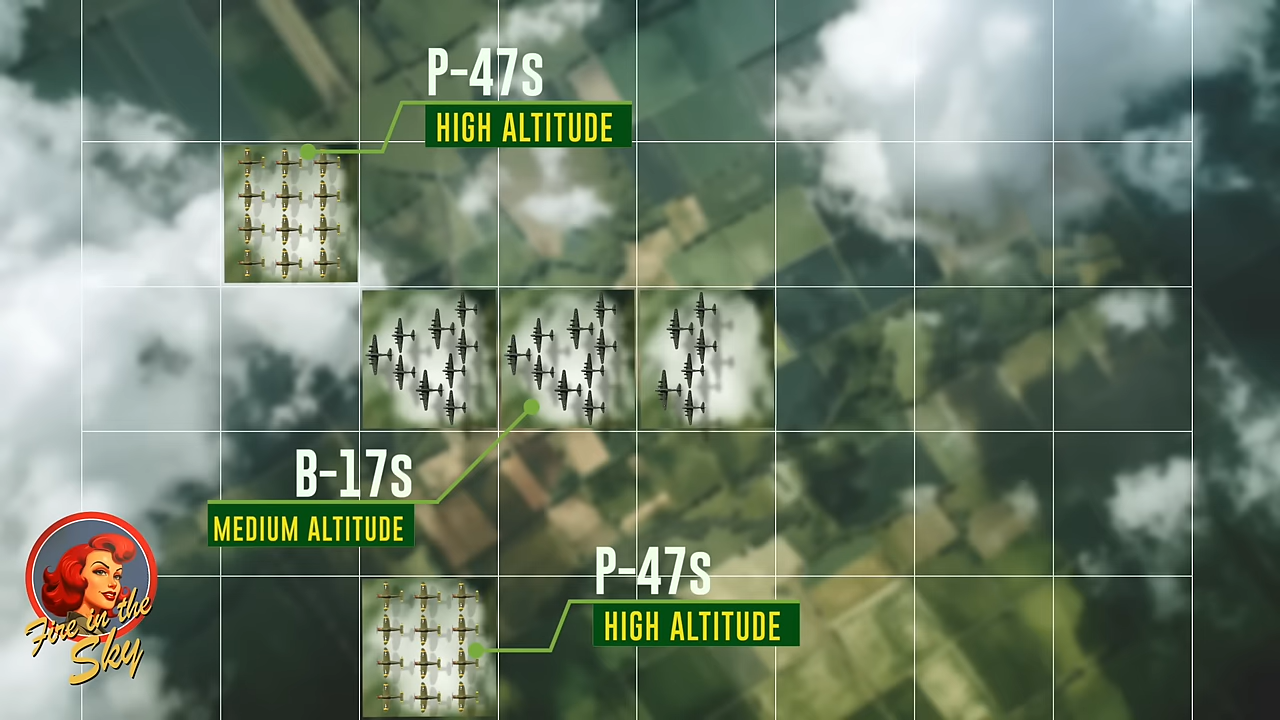 P-47s
HIGH ALTITUDE
B-17s
MEDIUM ALTITUDE
P-47s
HIGH ALTITUDE
Fire in the
Sky